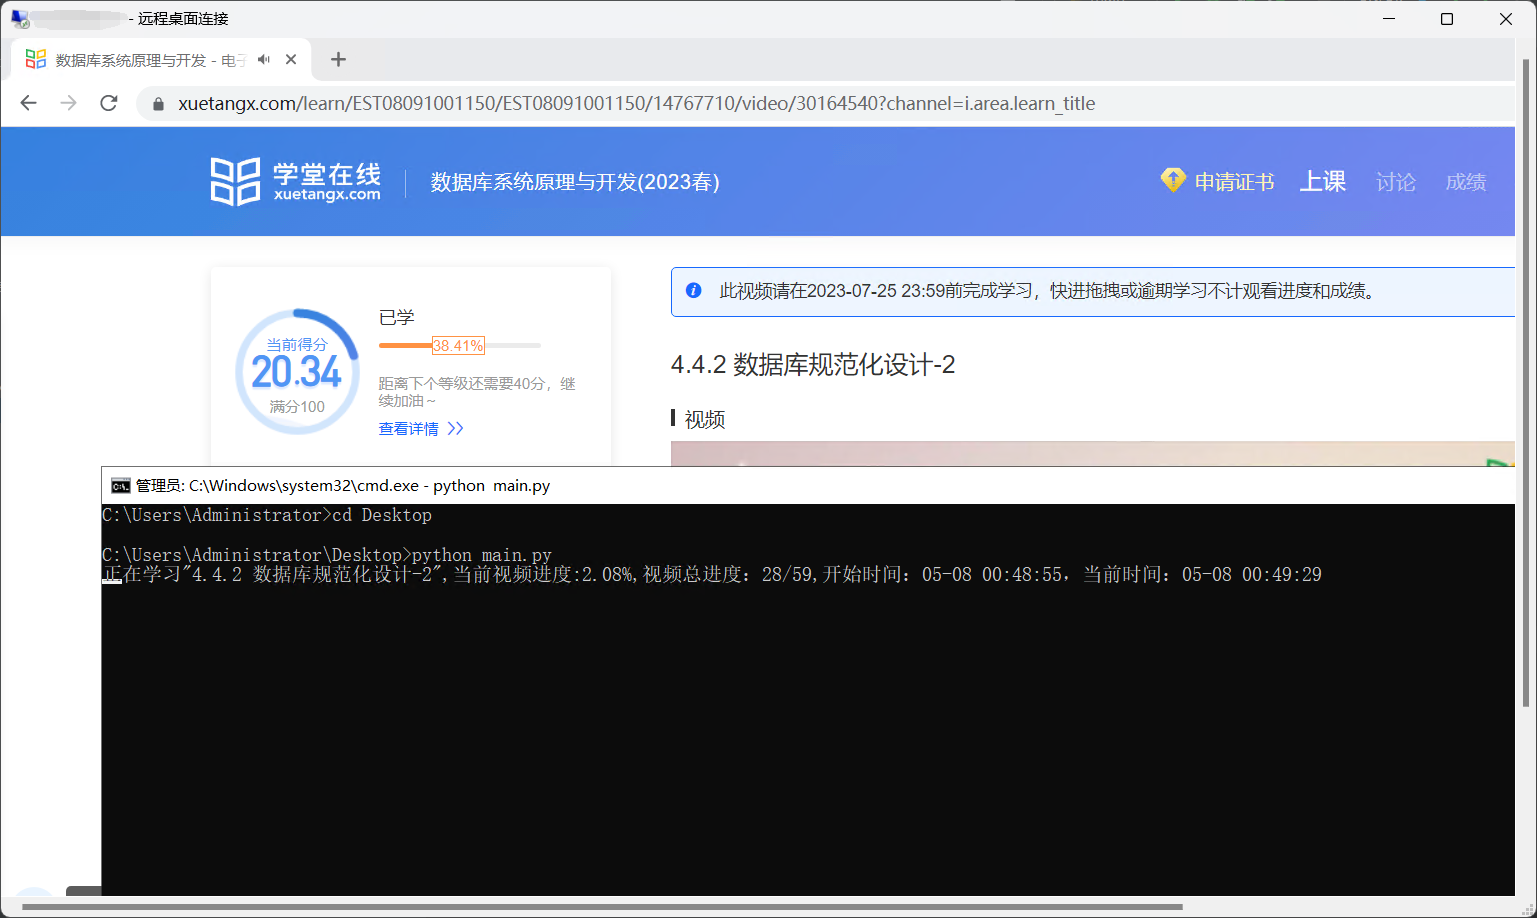 - 远程桌面连接
数据库系统原理与开发 - 电子
xuetangx.com/learn/EST08091001150/EST08091001150/14767710/video/30164540?channel=i.area.learn_title
学堂在线
xuetangx.com
数据库系统原理与开发(2023春)
申请证书 上课 讨论 成绩
当前得分
20.34
满分100
已学
38.41%
距离下个等级还需要40分，继
续加油～
查看详情
此视频请在2023-07-25 23:59前完成学习，快进拖拽或逾期学习不计观看进度和成绩。
4.4.2 数据库规范化设计-2
视频
管理员: C:\Windows\system32\cmd.exe - python  main.py
C:\Users\Administrator>cd Desktop
C:\Users\Administrator\Desktop>python main.py
正在学习"4.4.2 数据库规范化设计-2",当前视频进度:2.08%,视频总进度：28/59,开始时间：05-08 00:48:55，当前时间：05-08 00:49:29